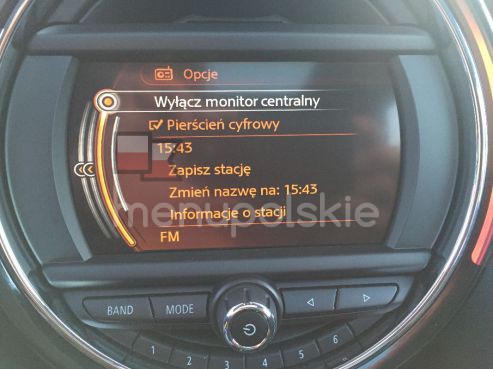 Opcje
Wyłącz monitor centralny
Pierścień cyfrowy
15:43
Zapisz stację
Zmień nazwę na: 15:43
menupolskie
Informacje o stacji
FM
BAND
MODE
1 2 3 4 5 6